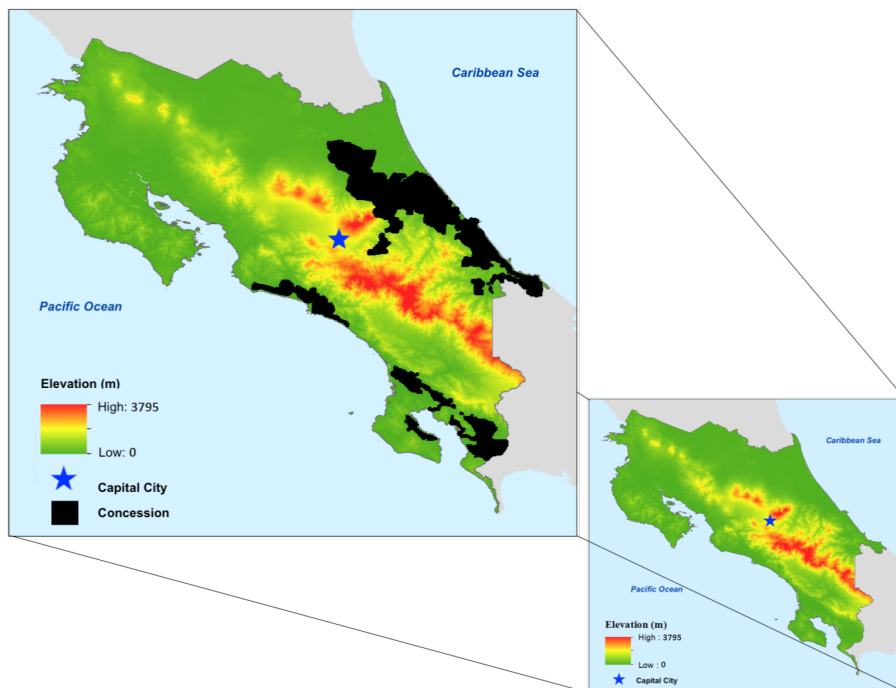 Caribbean Sea
Pacific Ocean
Elevation (m)
High: 3795
Low: 0
Capital City
Concession
Caribbean Sea
Pacific Ocean
Elevation (m)
High : 3795
Low : 0
Capital City